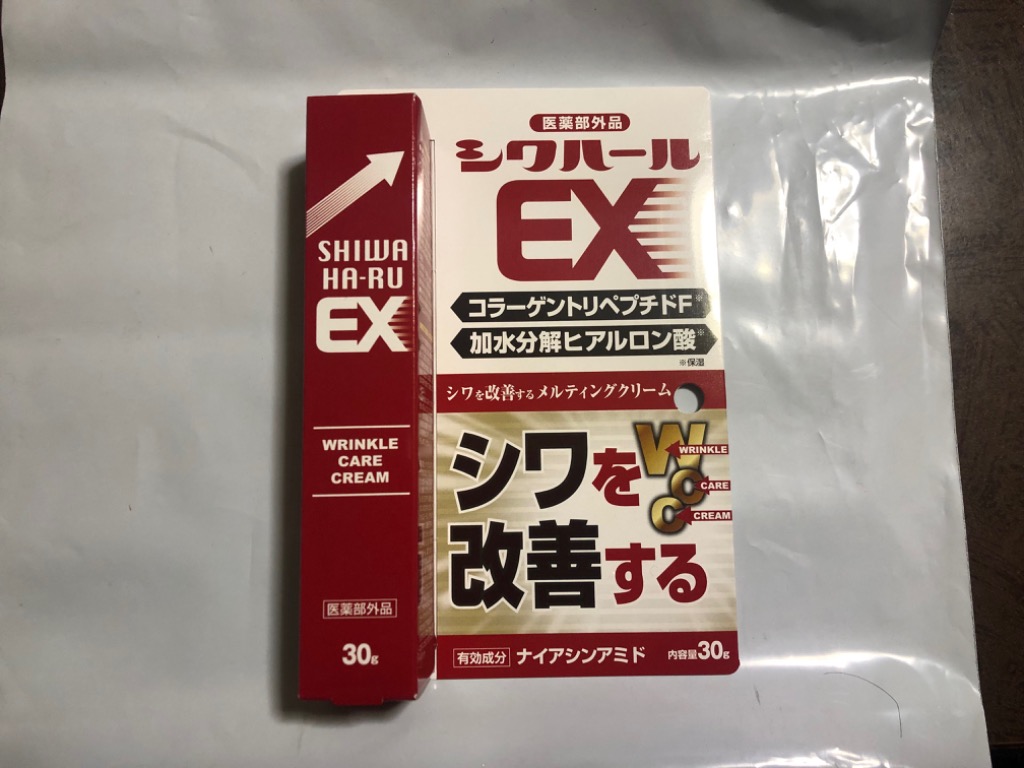 SHIWA
HA-RU
EX
WRINKLE
CARE
CREAM
医薬部外品
30g
医薬部外品
シワハール
EX
コラーゲントリペプチドF※
加水分解ヒアルロン酸※
※保湿
シワを改善するメルティングクリーム
シワを
改善する
WRINKLE
CARE
CREAM
WCC
有効成分 ナイアシンアミド 内容量30g